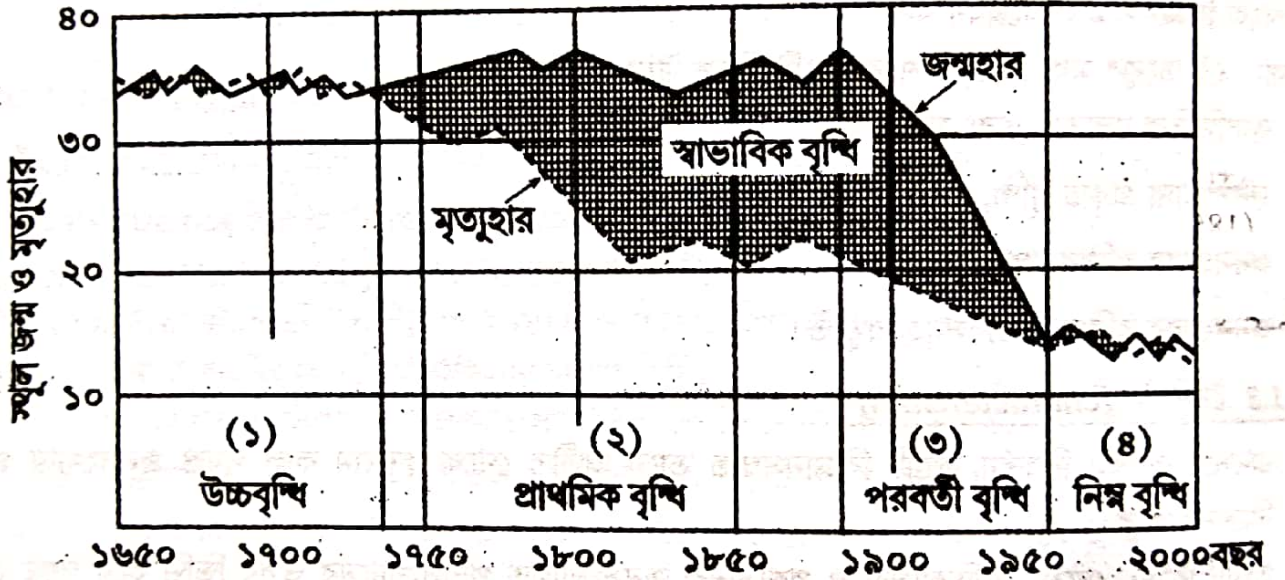 স্থূল জন্ম ও মৃত্যুহার
৪০
৩০
২০
১০
জন্মহার
স্বাভাবিক বৃদ্ধি
মৃত্যুহার
(১)
উচ্চবৃদ্ধি
(২)
প্রাথমিক বৃদ্ধি
(৩)
পরবর্তী বৃদ্ধি
(৪)
নিম্ন বৃদ্ধি
১৬৫০ ১৭০০ ১৭৫০ ১৮০০ ১৮৫০ ১৯০০ ১৯৫০ ২০০০বছর